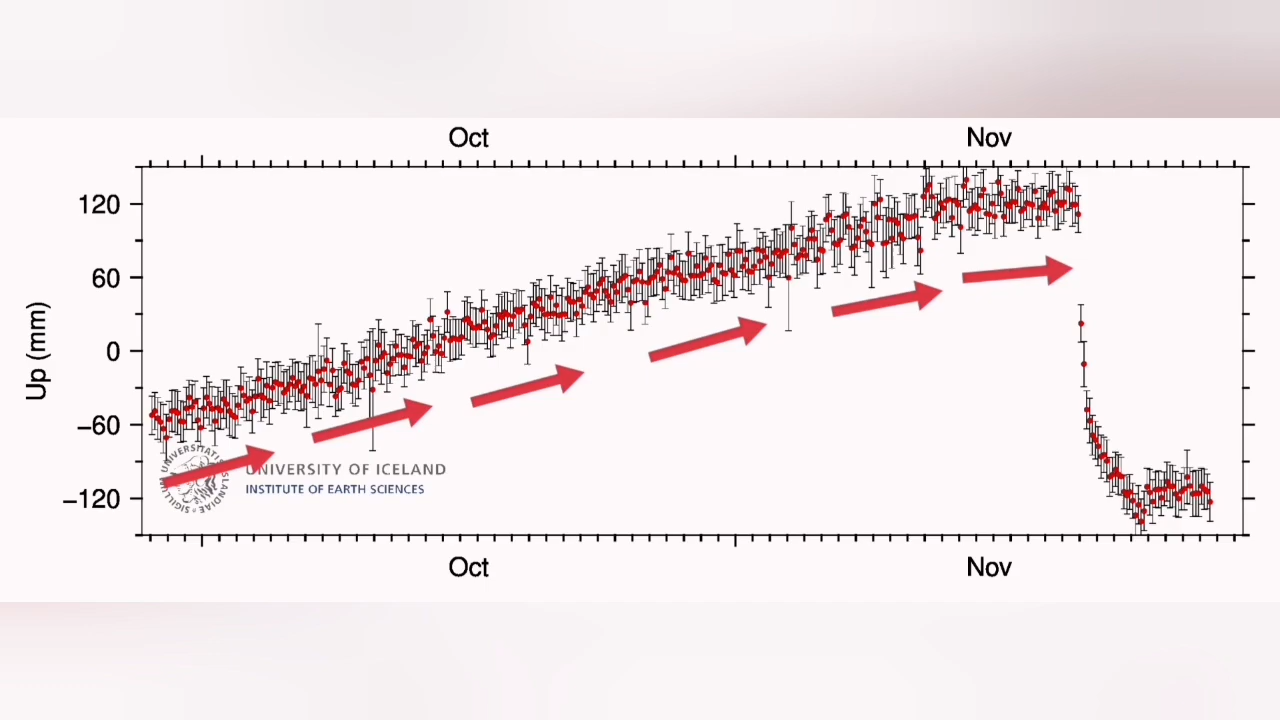 Oct Nov
120
60
0
−60
−120
Up (mm)
UNIVERSITY OF ICELAND
INSTITUTE OF EARTH SCIENCES
Oct Nov